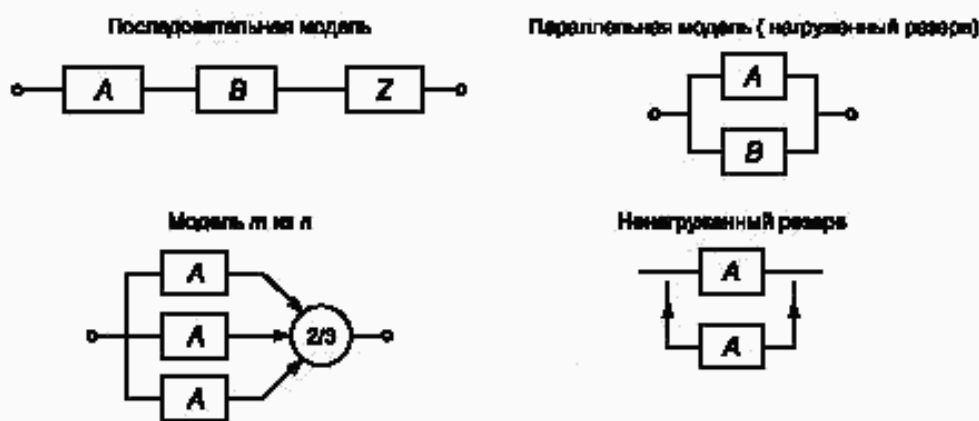 Последовательная модель
A B Z
Параллельная модель ( нагруженный резерв)
A
B
Модель m из n
A
A
A
2/3
Ненагруженный резерв
A
A